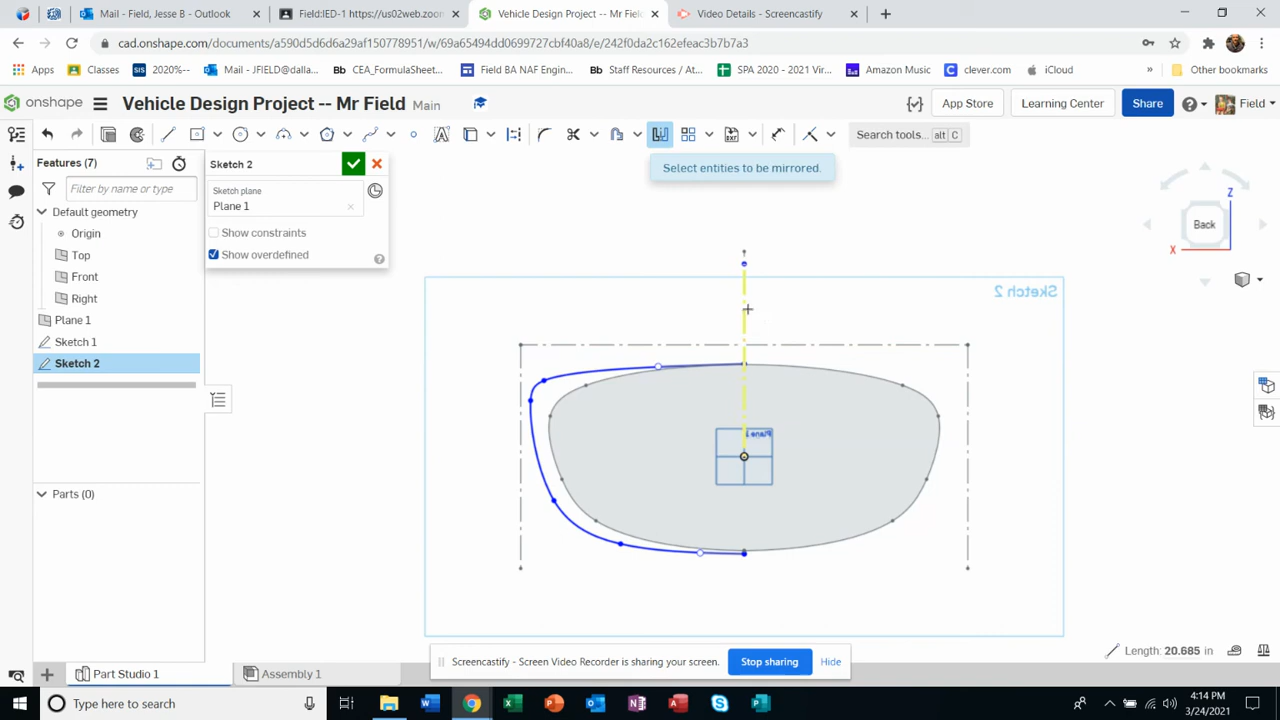 Mail - Field, Jesse B - Outlook
Field:IED-1 https://us02web.zoom
Vehicle Design Project -- Mr Fiel
Video Details - Screencastify
cad.onshape.com/documents/a590d5d6d6a29af150778951/w/69a65494dd0699727cbf40a8/e/242f0da2c162efeac3b7b7a3
Apps
Classes
SIS 2020%--
Mail - JFIELD@dalla...
Bb CEA_FormulaSheet...
Field BA NAF Engin...
Bb Staff Resources / At...
SPA 2020 - 2021 Vir...
Amazon Music
clever.com
iCloud
»
Other bookmarks
onshape
Vehicle Design Project -- Mr Field Main
App Store
Learning Center
Share
Field
Search tools... alt C
Features (7)
Filter by name or type
Default geometry
Origin
Top
Front
Right
Plane 1
Sketch 1
Sketch 2
Parts (0)
Sketch 2
Sketch plane
Plane 1
Show constraints
Show overdefined
Select entities to be mirrored.
Z
Back
X
Sketch 2
Length: 20.685 in
Screencastify - Screen Video Recorder is sharing your screen.
Stop sharing
Hide
Part Studio 1
Assembly 1
Type here to search
4:14 PM
3/24/2021